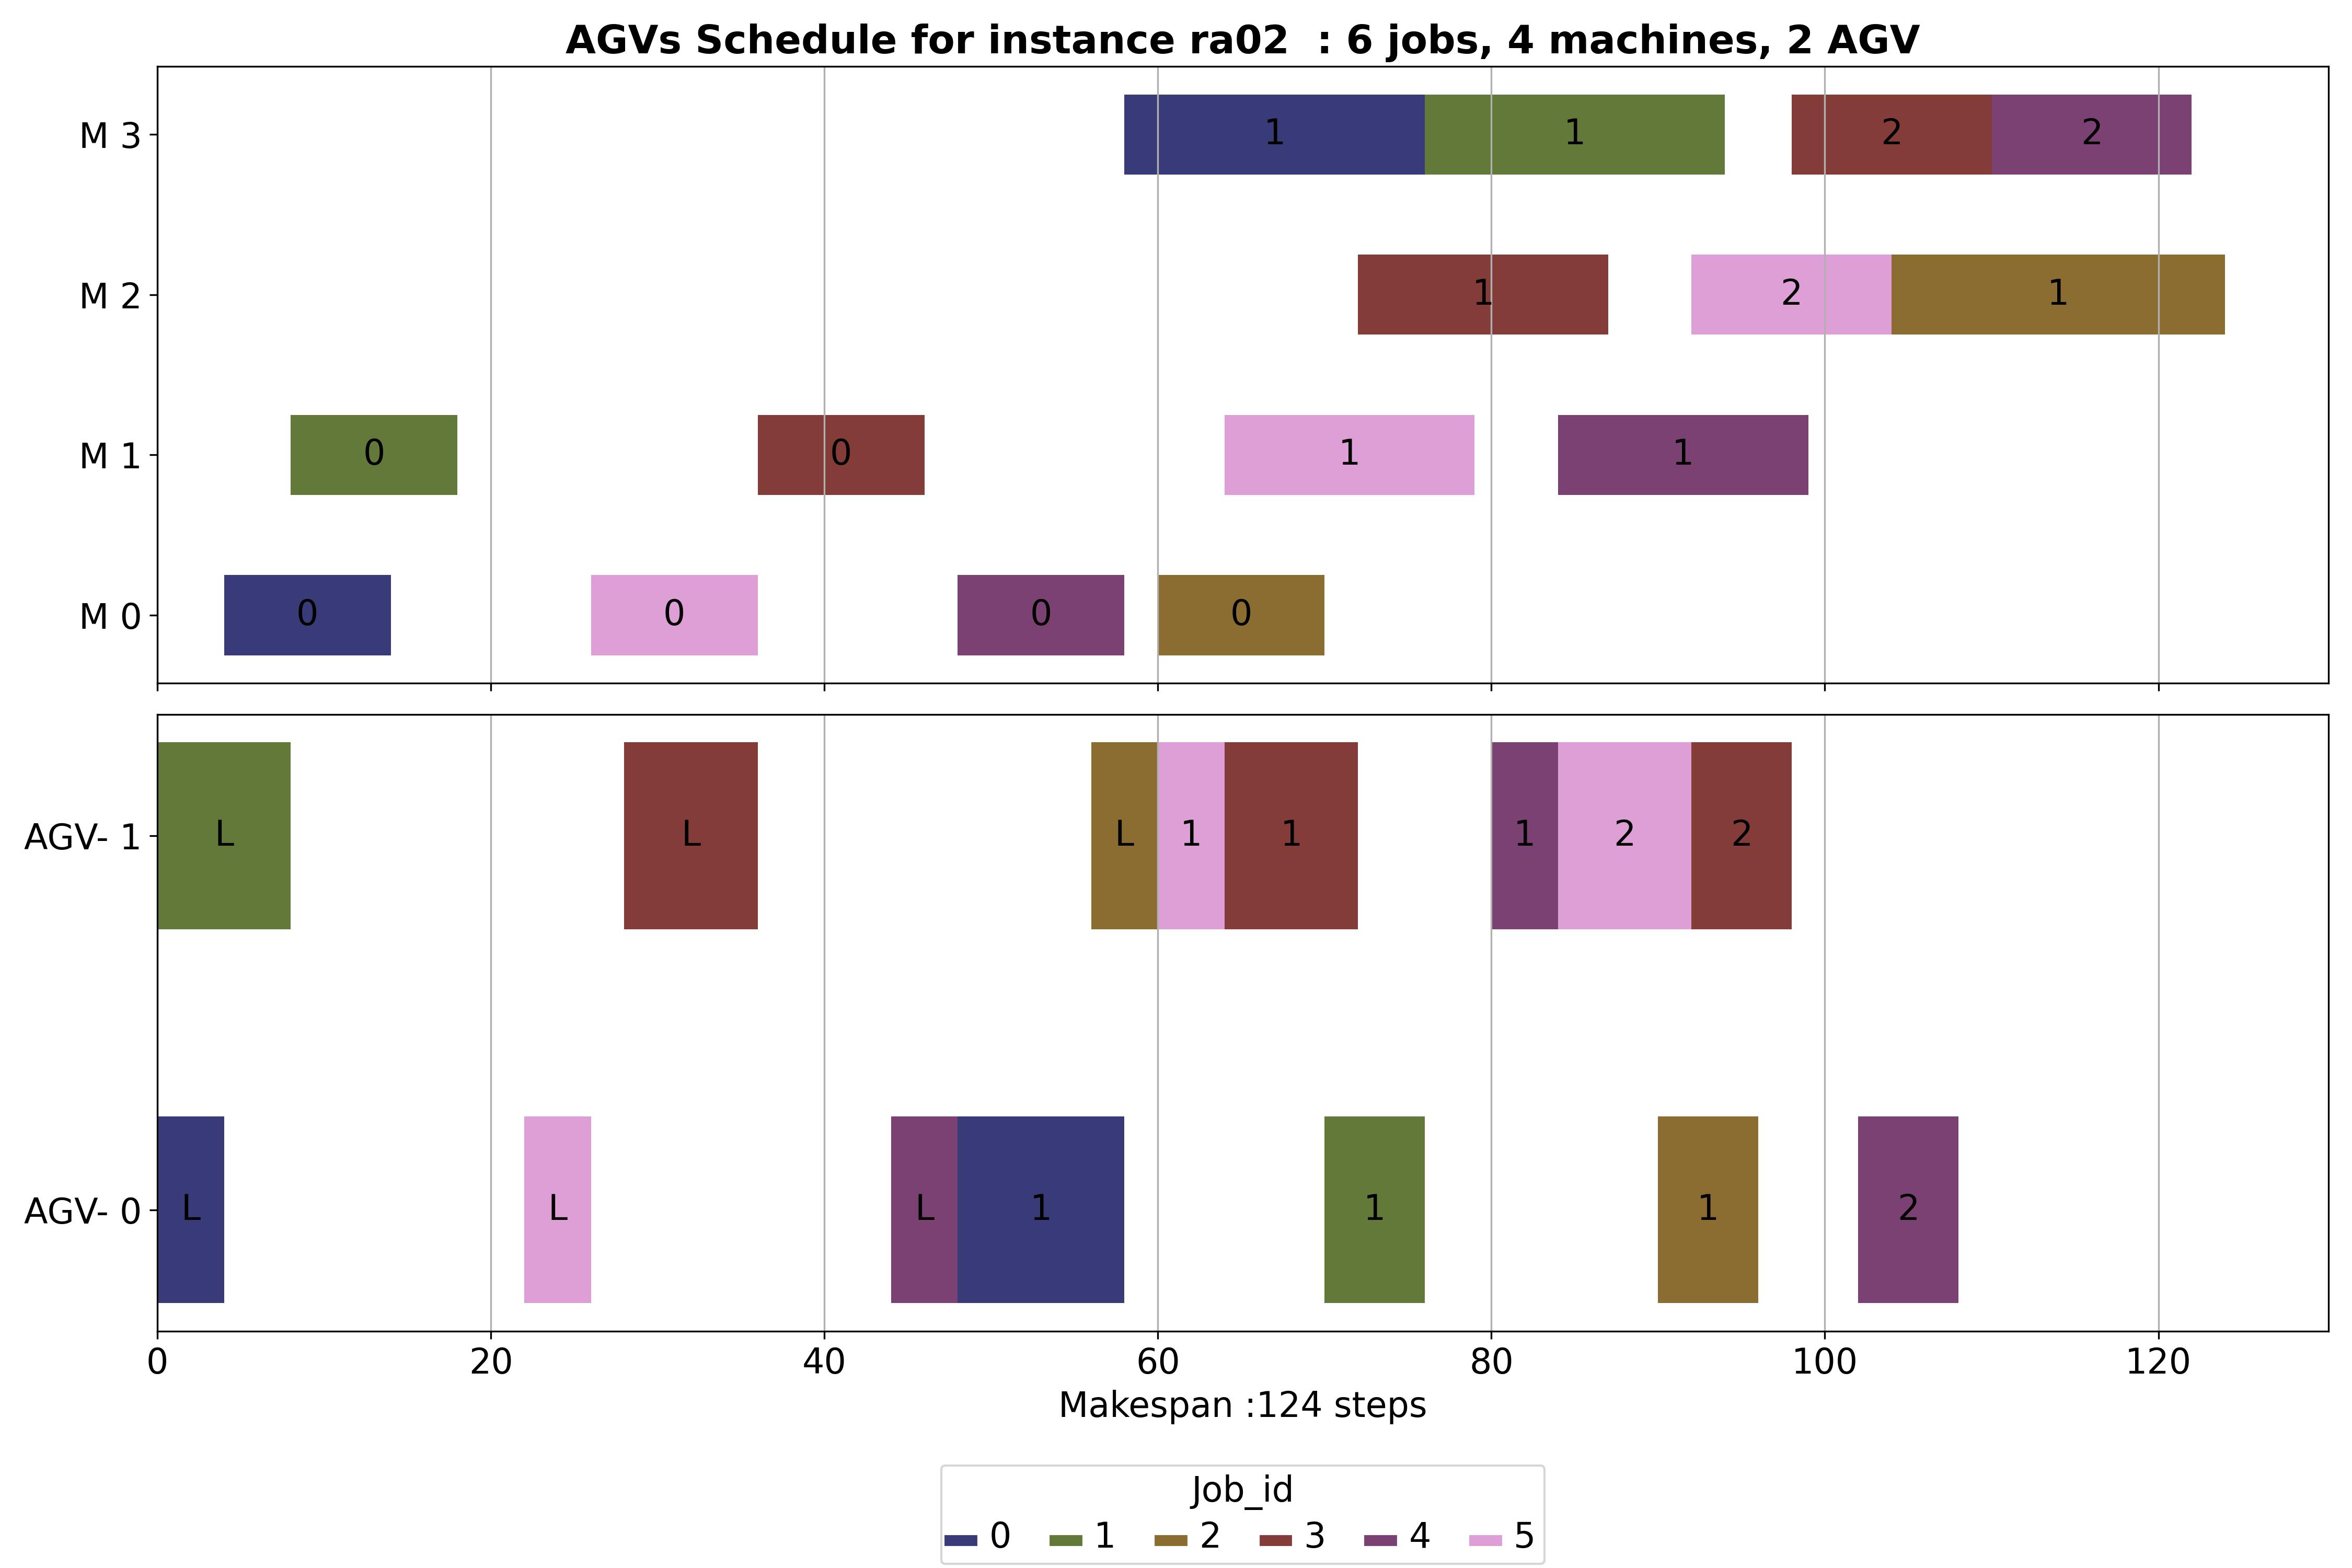 AGVs Schedule for instance ra02  : 6 jobs, 4 machines, 2 AGV
M 3 1 1 2 2
M 2 1 2 1
M 1 0 0 1 1
M 0 0 0 0 0
AGV- 1 L L L 1 1 1 2 2
AGV- 0 L L L 1 1 1 2
0 20 40 60 80 100 120
Makespan :124 steps
Job_id
0 1 2 3 4 5